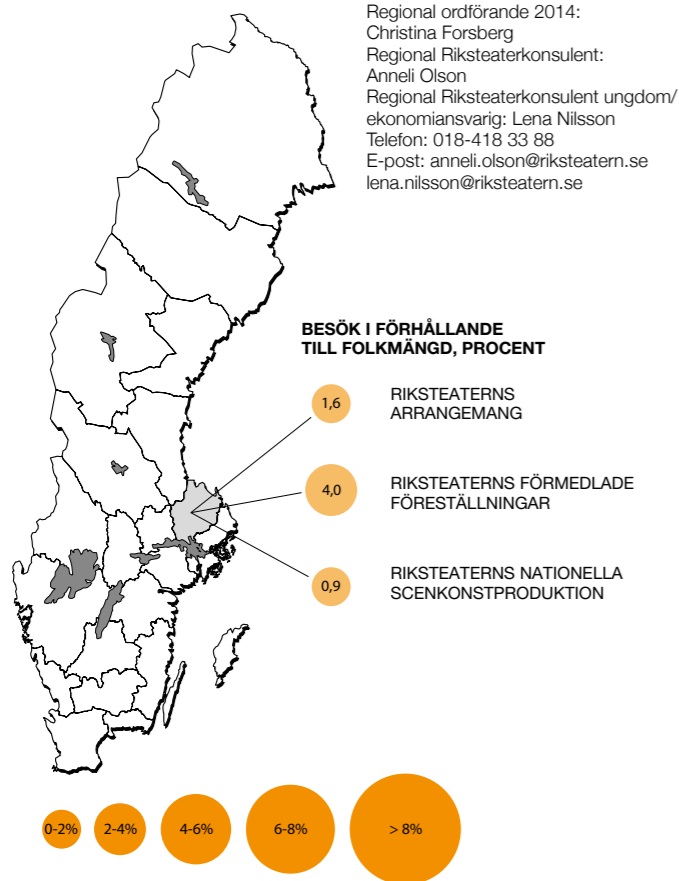 Regional ordförande 2014:
Christina Forsberg
Regional Riksteaterkonsulent:
Anneli Olson
Regional Riksteaterkonsulent ungdom/
ekonomiansvarig: Lena Nilsson
Telefon: 018-418 33 88
E-post: anneli.olson@riksteatern.se
lena.nilsson@riksteatern.se
BESÖK I FÖRHÅLLANDE
TILL FOLKMÄNGD, PROCENT
1,6
RIKSTEATERNS
ARRANGEMANG
4,0
RIKSTEATERNS FÖRMEDLADE
FÖRESTÄLLNINGAR
0,9
RIKSTEATERNS NATIONELLA
SCENKONSTPRODUKTION
0-2%
2-4%
4-6%
6-8%
> 8%